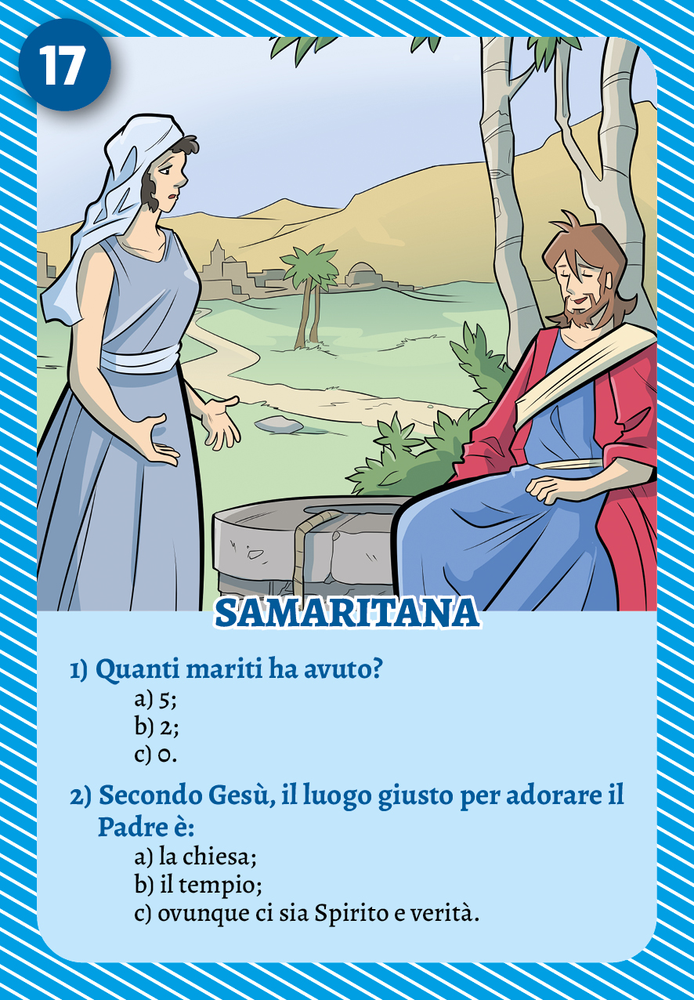 17
SAMARITANA
1) Quanti mariti ha avuto?
a) 5;
b) 2;
c) 0.
2) Secondo Gesù, il luogo giusto per adorare il
Padre è:
a) la chiesa;
b) il tempio;
c) ovunque ci sia Spirito e verità.